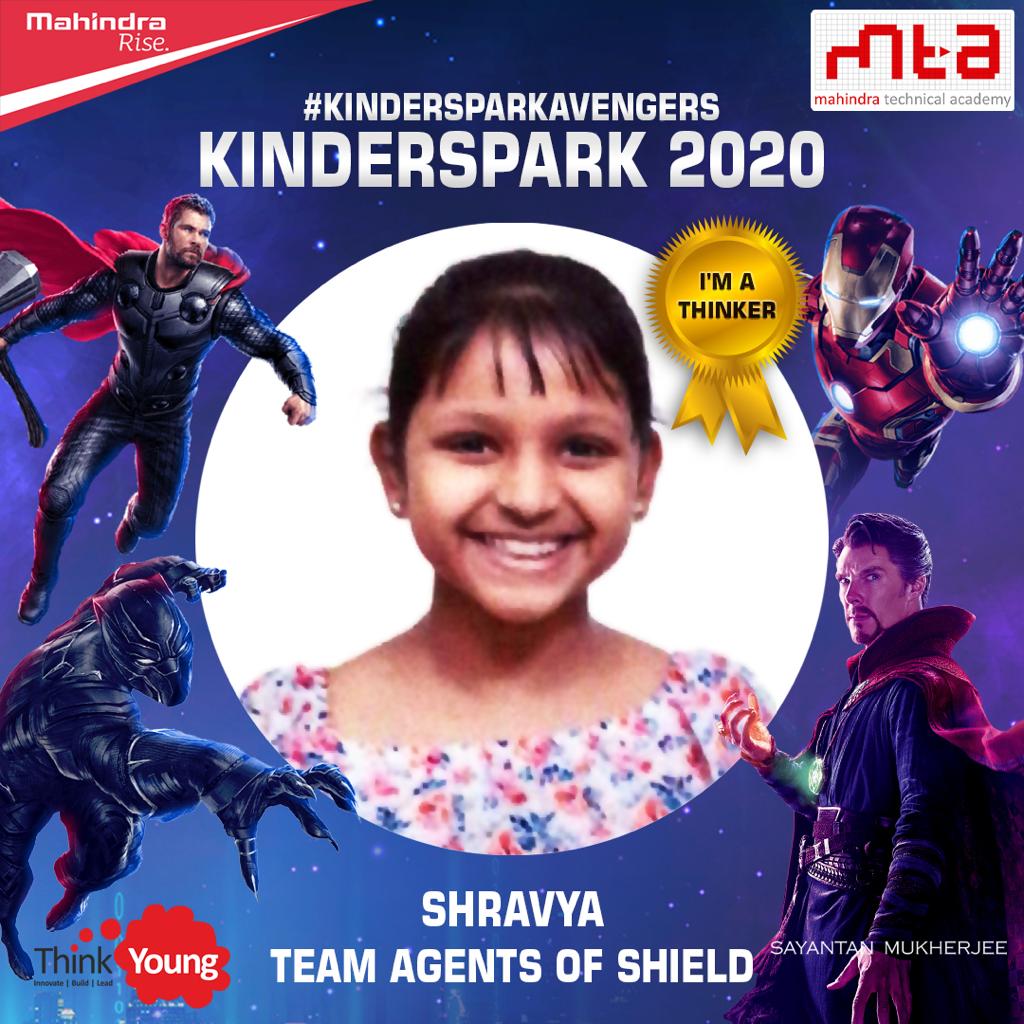 Mahindra
Rise.
mta
mahindra technical academy
#KINDERSPARKAVENGERS
KINDERSPARK 2020
I'M A
THINKER
SHRAVYA
TEAM AGENTS OF SHIELD
Think Young
Innovate | Build | Lead
SAYANTAN MUKHERJEE